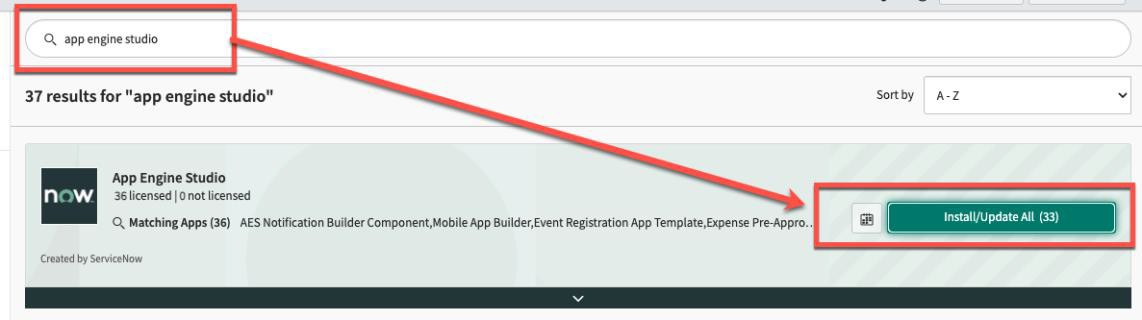 app engine studio
37 results for "app engine studio"
Sort by
A - Z
now.
App Engine Studio
36 licensed | 0 not licensed
Matching Apps (36) AES Notification Builder Component,Mobile App Builder,Event Registration App Template,Expense Pre-Appro...
Install/Update All (33)
Created by ServiceNow